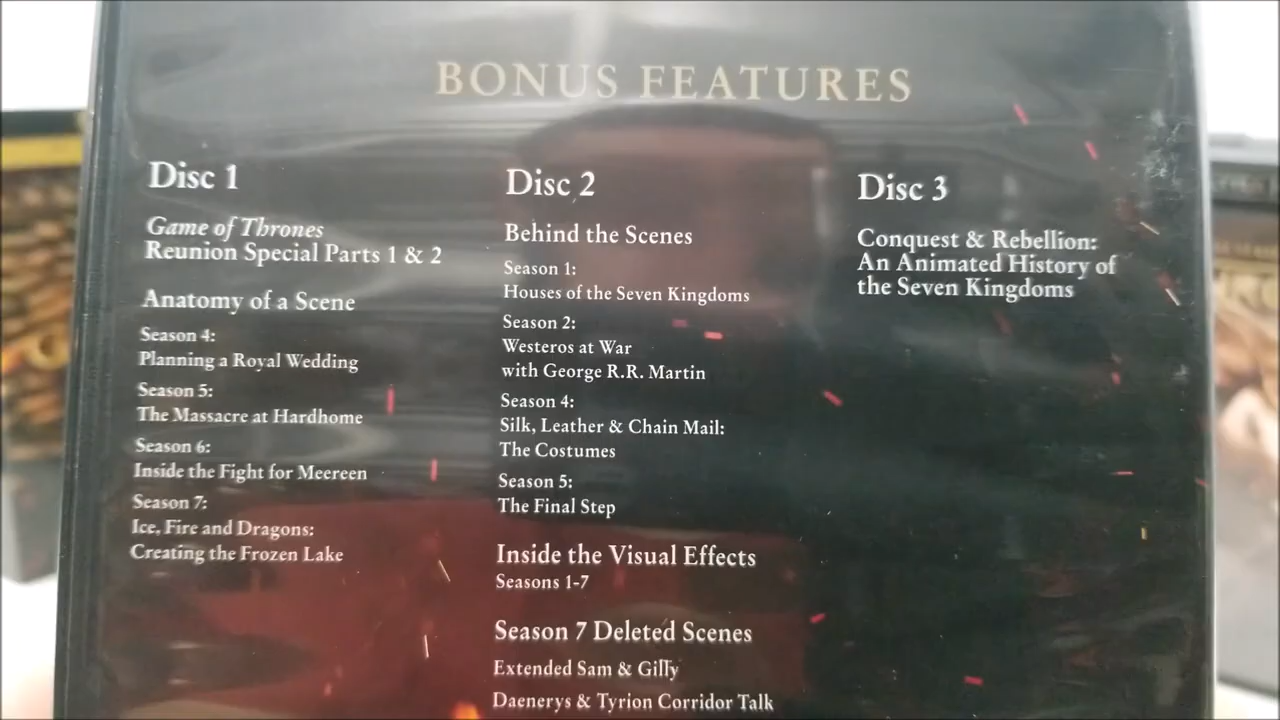 BONUS FEATURES
Disc 1
Game of Thrones
Reunion Special Parts 1 & 2
Anatomy of a Scene
Season 4:
Planning a Royal Wedding
Season 5:
The Massacre at Hardhome
Season 6:
Inside the Fight for Meereen
Season 7:
Ice, Fire and Dragons:
Creating the Frozen Lake
Disc 2
Behind the Scenes
Season 1:
Houses of the Seven Kingdoms
Season 2:
Westeros at War
with George R.R. Martin
Season 4:
Silk, Leather & Chain Mail:
The Costumes
Season 5:
The Final Step
Inside the Visual Effects
Seasons 1-7
Season 7 Deleted Scenes
Extended Sam & Gilly
Daenerys & Tyrion Corridor Talk
Disc 3
Conquest & Rebellion:
An Animated History of
the Seven Kingdoms